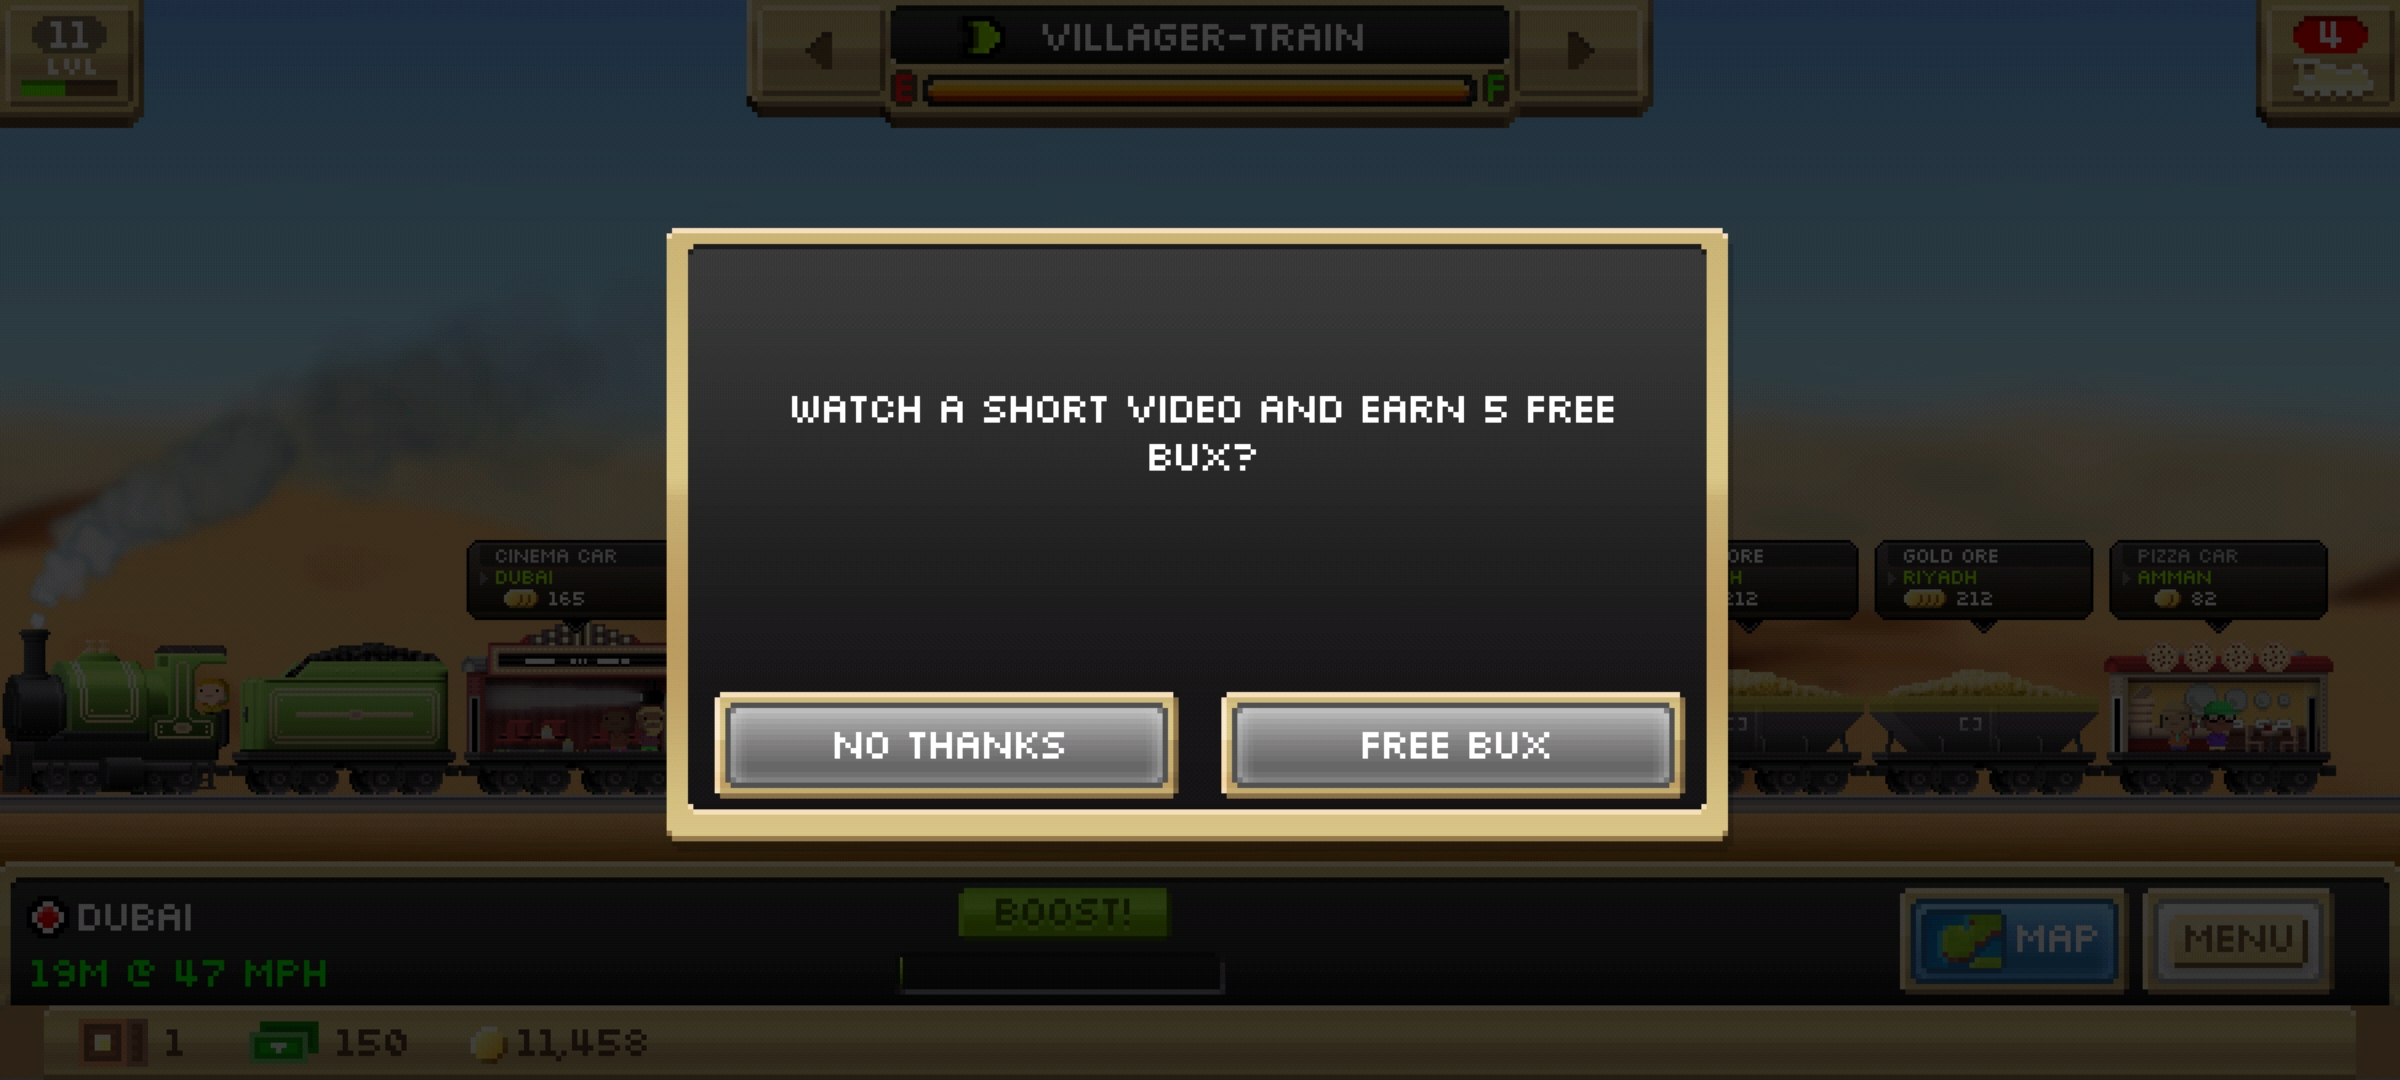 11
LVL
VILLAGER-TRAIN
E
F
4
WATCH A SHORT VIDEO AND EARN 5 FREE
BUX?
NO THANKS
FREE BUX
CINEMA CAR
DUBAI
165
ORE
H
212
GOLD ORE
RIYADH
212
PIZZA CAR
AMMAN
82
DUBAI
19M @ 47 MPH
BOOST!
MAP
MENU
1
150
11,458